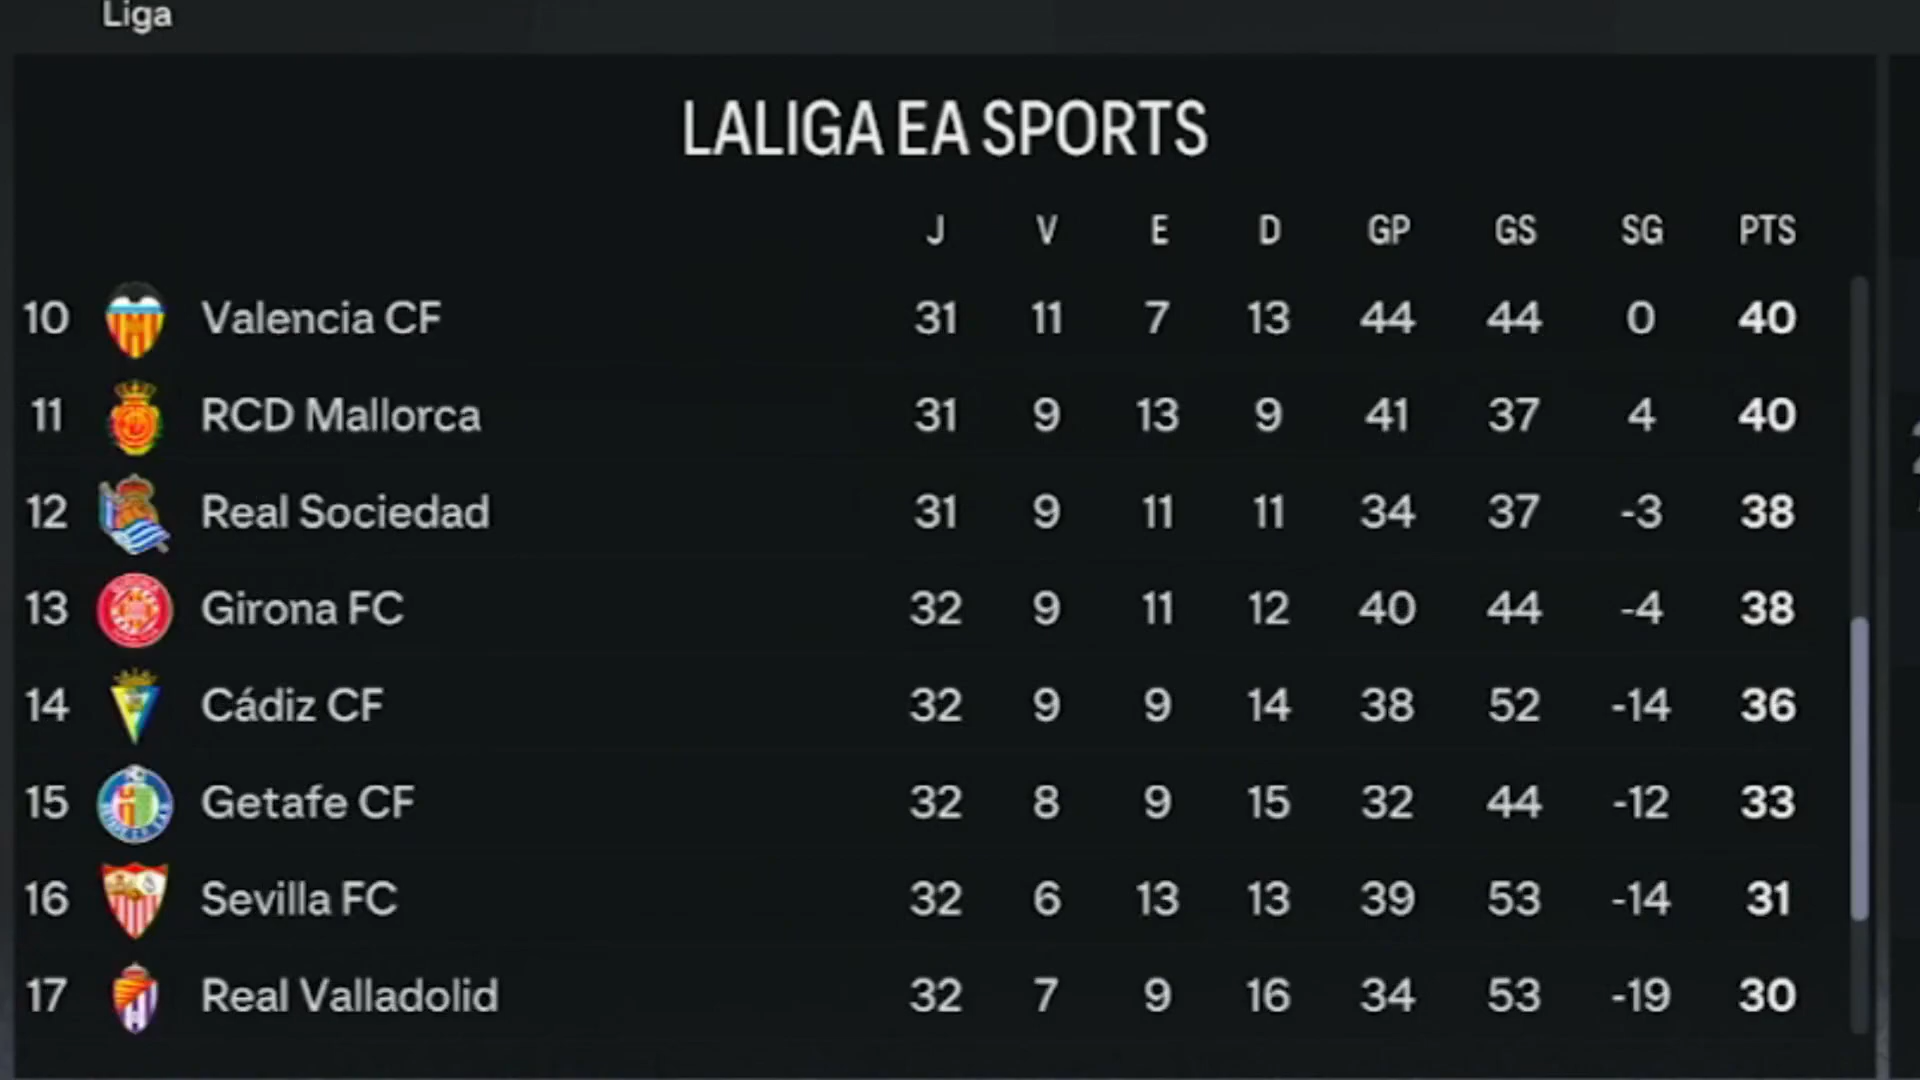 Liga
LALIGA EA SPORTS
J V E D GP GS SG PTS
10 Valencia CF 31 11 7 13 44 44 0 40
11 RCD Mallorca 31 9 13 9 41 37 4 40
12 Real Sociedad 31 9 11 11 34 37 -3 38
13 Girona FC 32 9 11 12 40 44 -4 38
14 Cádiz CF 32 9 9 14 38 52 -14 36
15 Getafe CF 32 8 9 15 32 44 -12 33
16 Sevilla FC 32 6 13 13 39 53 -14 31
17 Real Valladolid 32 7 9 16 34 53 -19 30